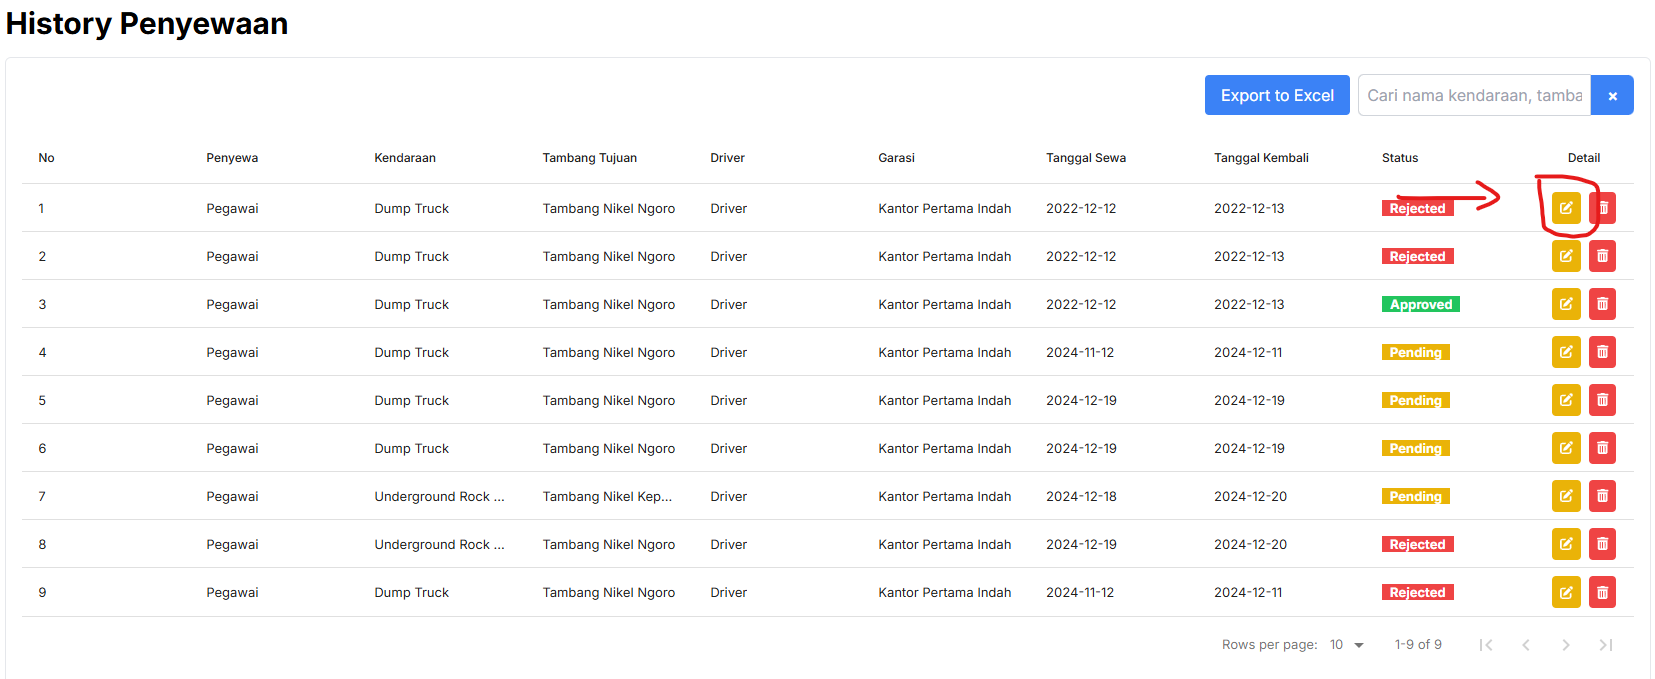 History Penyewaan
Export to Excel Cari nama kendaraan, tamba
No Penyewa Kendaraan Tambang Tujuan Driver Garasi Tanggal Sewa Tanggal Kembali Status Detail
1 Pegawai Dump Truck Tambang Nikel Ngoro Driver Kantor Pertama Indah 2022-12-12 2022-12-13 Rejected
2 Pegawai Dump Truck Tambang Nikel Ngoro Driver Kantor Pertama Indah 2022-12-12 2022-12-13 Rejected
3 Pegawai Dump Truck Tambang Nikel Ngoro Driver Kantor Pertama Indah 2022-12-12 2022-12-13 Approved
4 Pegawai Dump Truck Tambang Nikel Ngoro Driver Kantor Pertama Indah 2024-11-12 2024-12-11 Pending
5 Pegawai Dump Truck Tambang Nikel Ngoro Driver Kantor Pertama Indah 2024-12-19 2024-12-19 Pending
6 Pegawai Dump Truck Tambang Nikel Ngoro Driver Kantor Pertama Indah 2024-12-19 2024-12-19 Pending
7 Pegawai Underground Rock ... Tambang Nikel Kep... Driver Kantor Pertama Indah 2024-12-18 2024-12-20 Pending
8 Pegawai Underground Rock ... Tambang Nikel Ngoro Driver Kantor Pertama Indah 2024-12-19 2024-12-20 Rejected
9 Pegawai Dump Truck Tambang Nikel Ngoro Driver Kantor Pertama Indah 2024-11-12 2024-12-11 Rejected
Rows per page: 10 1-9 of 9